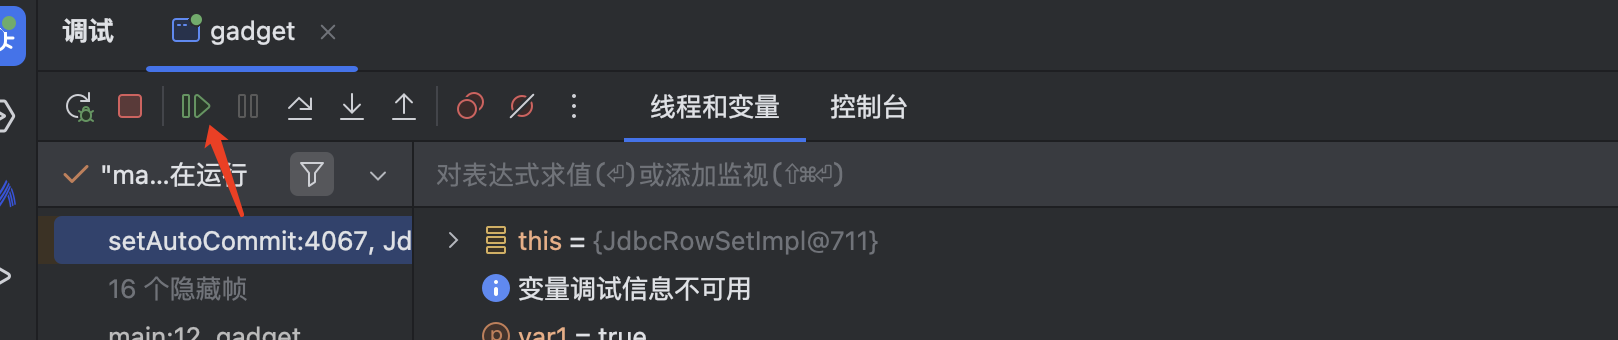 调试 gadget
线程和变量 控制台
"ma...在运行 对表达式求值(⏎)或添加监视(⇧⌘⏎)
setAutoCommit:4067, Jd this = {JdbcRowSetImpl@711}
16 个隐藏帧 变量调试信息不可用
main:12, gadget var1 = true